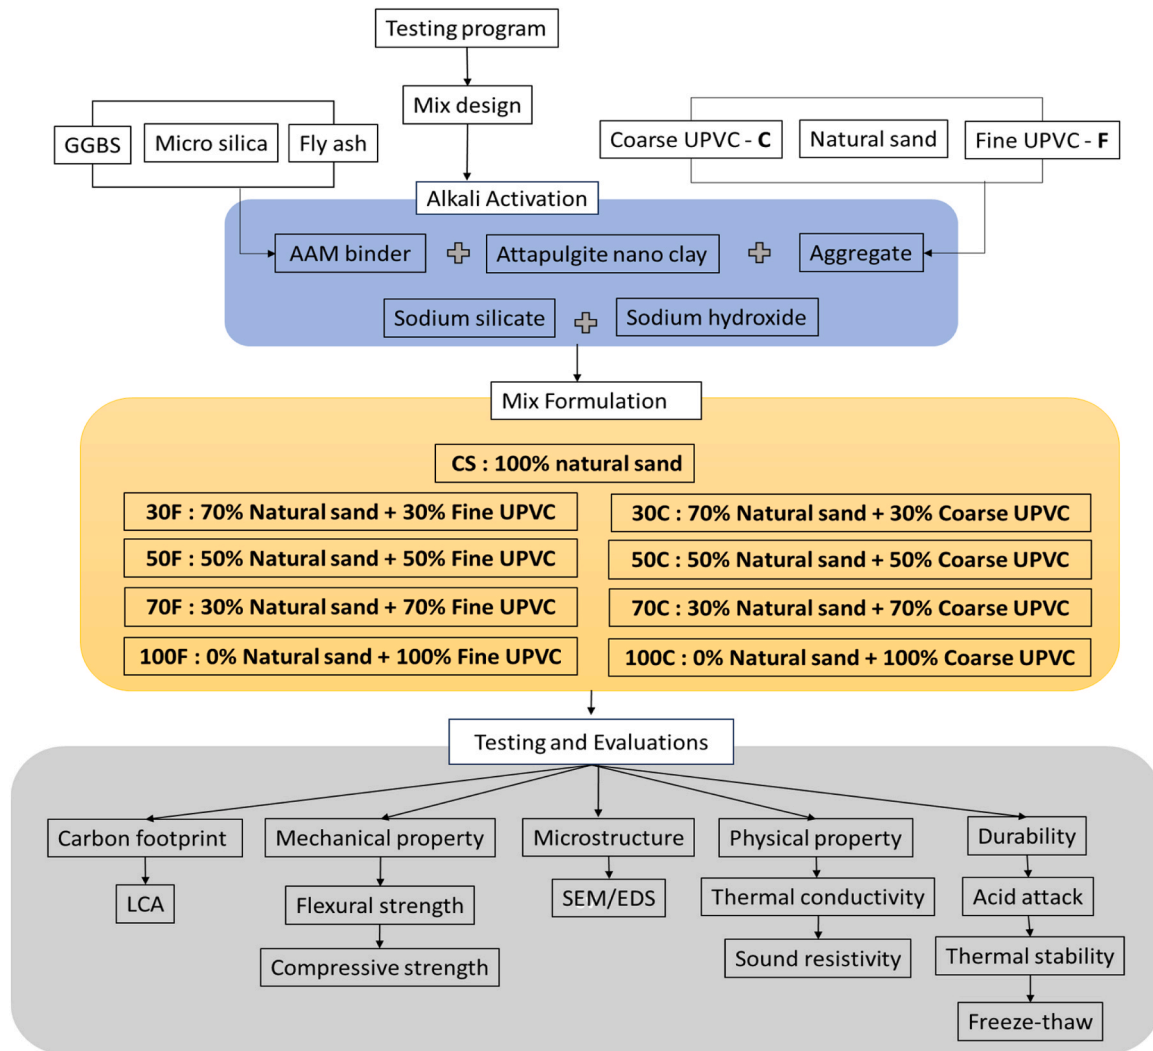 Testing program
Mix design
GGBS
Micro silica
Fly ash
Coarse UPVC - C
Natural sand
Fine UPVC - F
Alkali Activation
AAM binder
Attapulgite nano clay
Aggregate
Sodium silicate
Sodium hydroxide
Mix Formulation
CS : 100% natural sand
30F : 70% Natural sand + 30% Fine UPVC
30C : 70% Natural sand + 30% Coarse UPVC
50F : 50% Natural sand + 50% Fine UPVC
50C : 50% Natural sand + 50% Coarse UPVC
70F : 30% Natural sand + 70% Fine UPVC
70C : 30% Natural sand + 70% Coarse UPVC
100F : 0% Natural sand + 100% Fine UPVC
100C : 0% Natural sand + 100% Coarse UPVC
Testing and Evaluations
Carbon footprint
Mechanical property
Microstructure
Physical property
Durability
LCA
Flexural strength
SEM/EDS
Thermal conductivity
Acid attack
Compressive strength
Sound resistivity
Thermal stability
Freeze-thaw